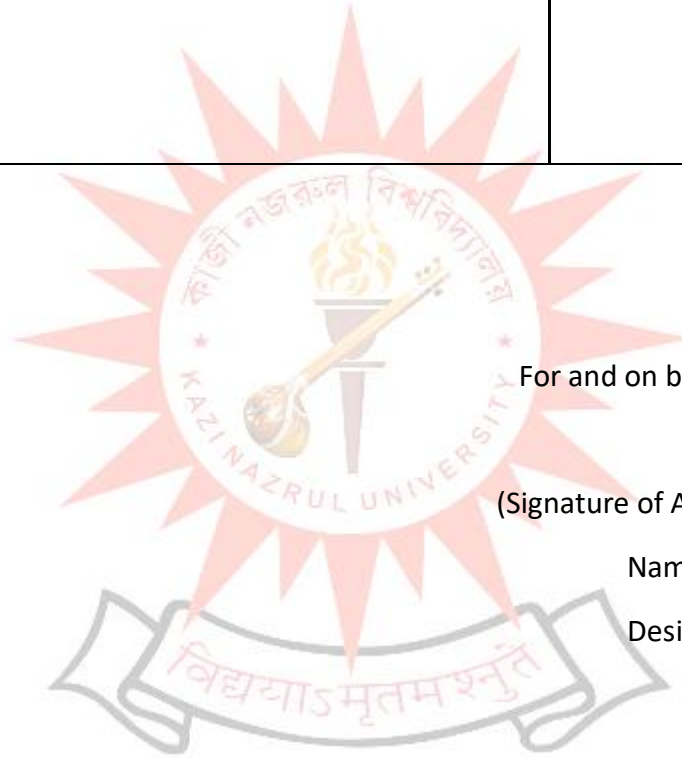 কাজী নজরুল বিশ্ববিদ্যালয়
KAZI NAZRUL UNIVERSITY
For and on b
(Signature of A
Nam
Desi
विद्ययाऽमृतमश्नुते